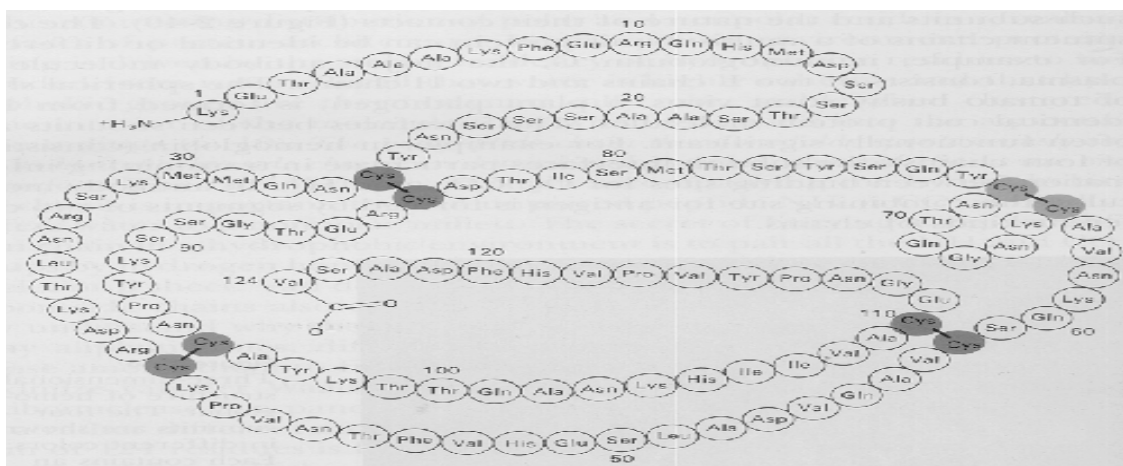 10
1 Lys Glu Thr Ala Ala Ala Lys Phe Glu Arg Gln His Met Asp Ser
+H₃N
20
Tyr Asn Ser Ser Ser Ala Ala Ser Thr Ser
30
Ser Lys Met Met Gln Asn Cys
80
Cys Asp Thr Ile Ser Met Thr Ser Tyr Ser Gln Tyr Cys
Arg Asn Leu Thr Lys Asp Arg Cys
90
Ser Ser Gly Thr Glu Arg
70
Asn Thr Gln Gly Asn Lys Cys
Ala Val Asn Lys Gln Ser Cys
60
Lys Tyr Pro Asn Cys
120
124 Val Ser Ala Asp Phe His Val Pro Val Tyr Pro Asn Gly Glu Cys
C O
O
110
100
Ala Tyr Lys Thr Thr Gln Ala Asn Lys His Ile Ile Val Ala
Lys Pro Val Asn Thr Phe Val His Glu Ser Leu Ala Asp Val Gln Ala Val
50